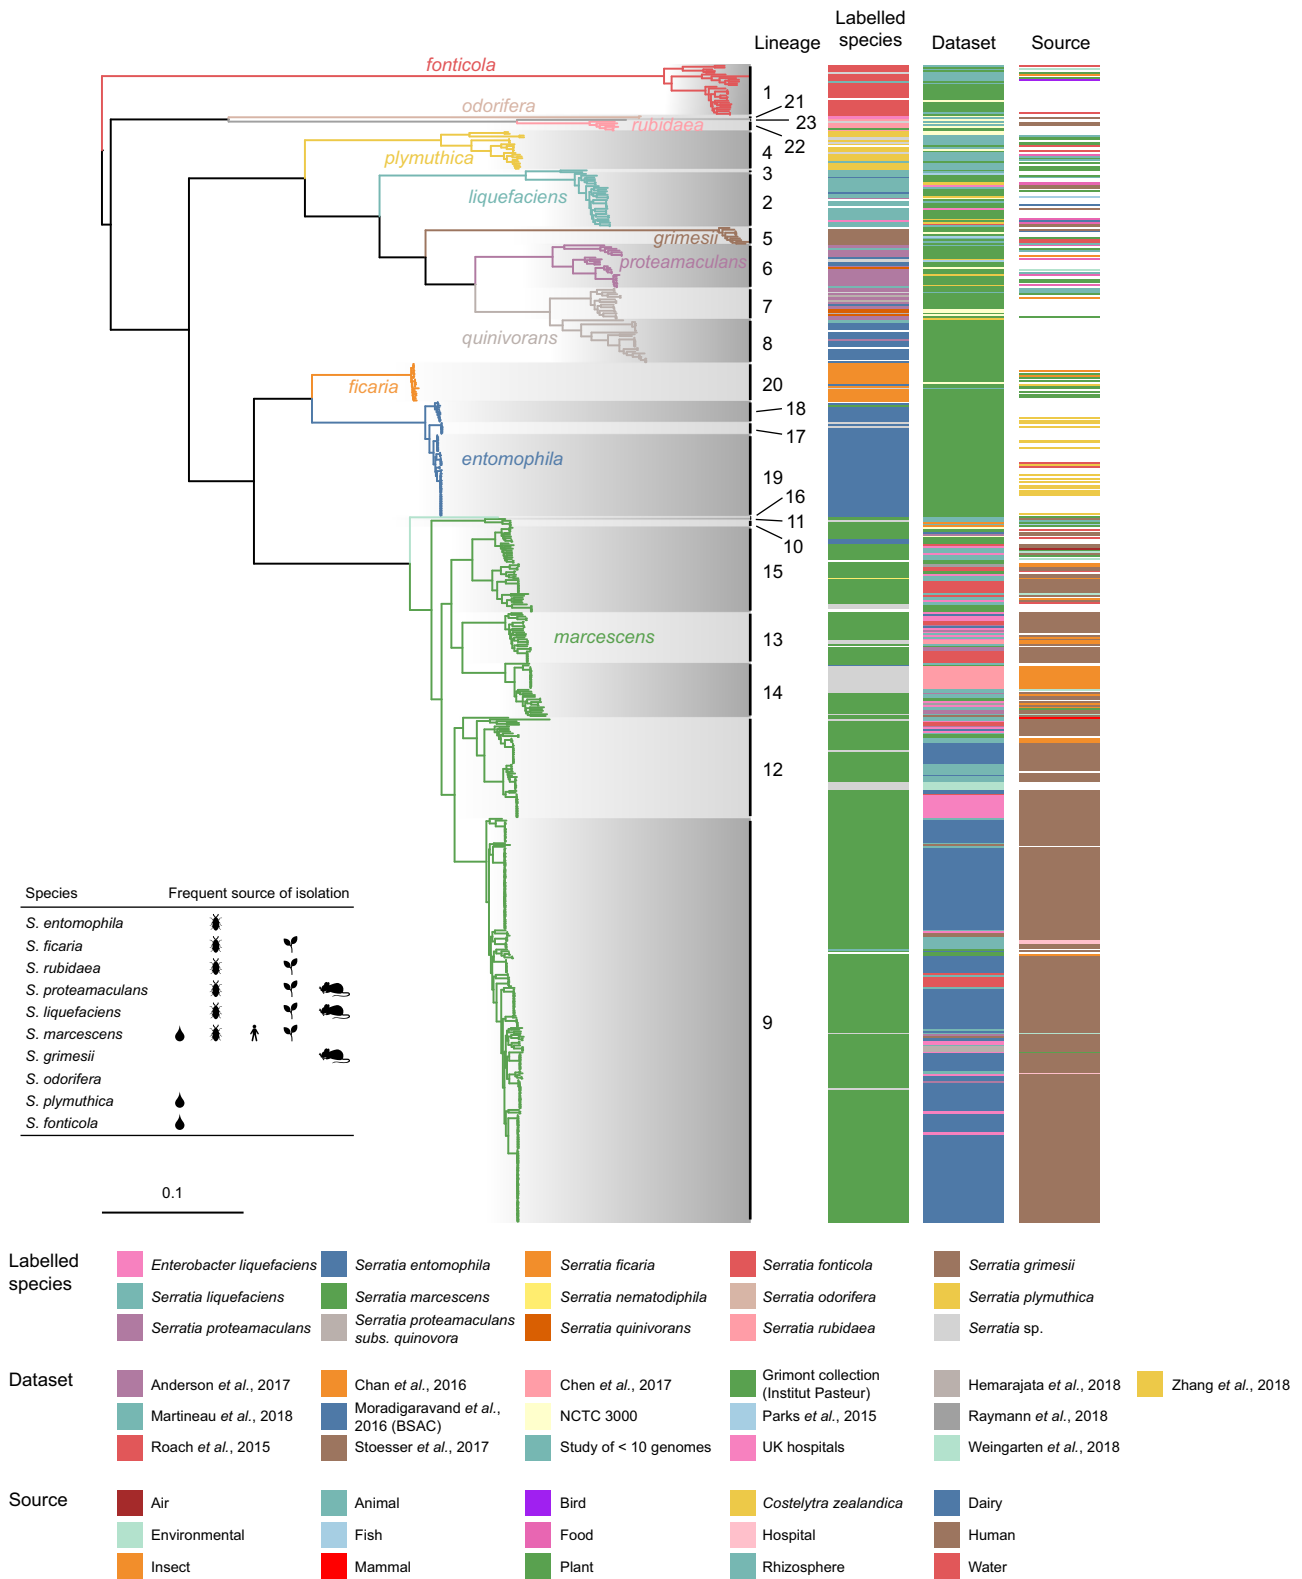 Lineage
Labelled
species
Dataset
Source
fonticola
odorifera
rubidaea
plymuthica
liquefaciens
grimesii
proteamaculans
quinivorans
ficaria
entomophila
marcescens
1
21
23
22
4
3
2
5
6
7
8
20
18
17
19
16
11
10
15
13
14
12
9
Species Frequent source of isolation
S. entomophila
S. ficaria
S. rubidaea
S. proteamaculans
S. liquefaciens
S. marcescens
S. grimesii
S. odorifera
S. plymuthica
S. fonticola
0.1
Labelled
species
Enterobacter liquefaciens
Serratia entomophila
Serratia ficaria
Serratia fonticola
Serratia grimesii
Serratia liquefaciens
Serratia marcescens
Serratia nematodiphila
Serratia odorifera
Serratia plymuthica
Serratia proteamaculans
Serratia proteamaculans
subs. quinovora
Serratia quinivorans
Serratia rubidaea
Serratia sp.
Dataset
Anderson et al., 2017
Chan et al., 2016
Chen et al., 2017
Grimont collection
(Institut Pasteur)
Hemarajata et al., 2018
Zhang et al., 2018
Martineau et al., 2018
Moradigaravand et al.,
2016 (BSAC)
NCTC 3000
Parks et al., 2015
Raymann et al., 2018
Roach et al., 2015
Stoesser et al., 2017
Study of < 10 genomes
UK hospitals
Weingarten et al., 2018
Source
Air
Animal
Bird
Costelytra zealandica
Dairy
Environmental
Fish
Food
Hospital
Human
Insect
Mammal
Plant
Rhizosphere
Water